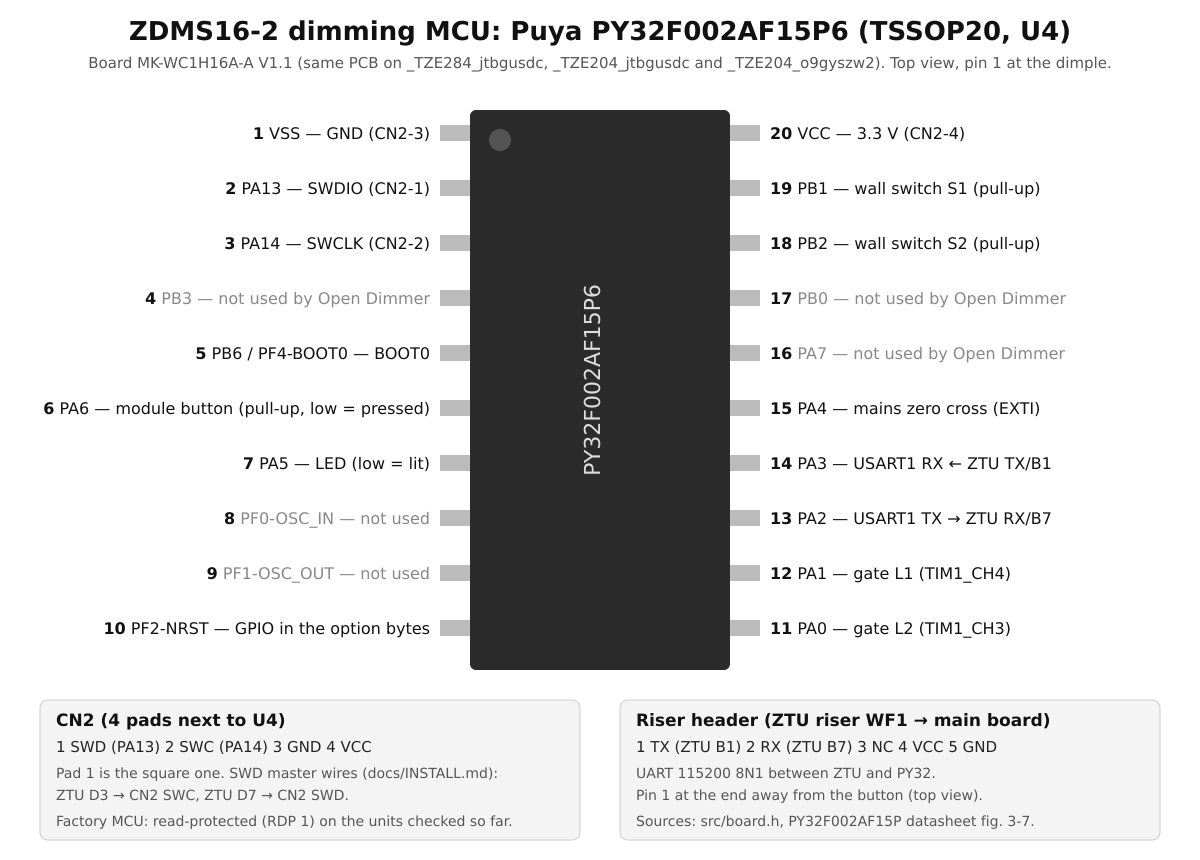 ZDMS16-2 dimming MCU: Puya PY32F002AF15P6 (TSSOP20, U4)
Board MK-WC1H16A-A V1.1 (same PCB on _TZE284_jtbgusdc, _TZE204_jtbgusdc and _TZE204_o9gyszw2). Top view, pin 1 at the dimple.
1 VSS — GND (CN2-3)
2 PA13 — SWDIO (CN2-1)
3 PA14 — SWCLK (CN2-2)
4 PB3 — not used by Open Dimmer
5 PB6 / PF4-BOOT0 — BOOT0
6 PA6 — module button (pull-up, low = pressed)
7 PA5 — LED (low = lit)
8 PF0-OSC_IN — not used
9 PF1-OSC_OUT — not used
10 PF2-NRST — GPIO in the option bytes
PY32F002AF15P6
20 VCC — 3.3 V (CN2-4)
19 PB1 — wall switch S1 (pull-up)
18 PB2 — wall switch S2 (pull-up)
17 PB0 — not used by Open Dimmer
16 PA7 — not used by Open Dimmer
15 PA4 — mains zero cross (EXTI)
14 PA3 — USART1 RX ← ZTU TX/B1
13 PA2 — USART1 TX → ZTU RX/B7
12 PA1 — gate L1 (TIM1_CH4)
11 PA0 — gate L2 (TIM1_CH3)
CN2 (4 pads next to U4)
1 SWD (PA13) 2 SWC (PA14) 3 GND 4 VCC
Pad 1 is the square one. SWD master wires (docs/INSTALL.md):
ZTU D3 → CN2 SWC, ZTU D7 → CN2 SWD.
Factory MCU: read-protected (RDP 1) on the units checked so far.
Riser header (ZTU riser WF1 → main board)
1 TX (ZTU B1) 2 RX (ZTU B7) 3 NC 4 VCC 5 GND
UART 115200 8N1 between ZTU and PY32.
Pin 1 at the end away from the button (top view).
Sources: src/board.h, PY32F002AF15P datasheet fig. 3-7.